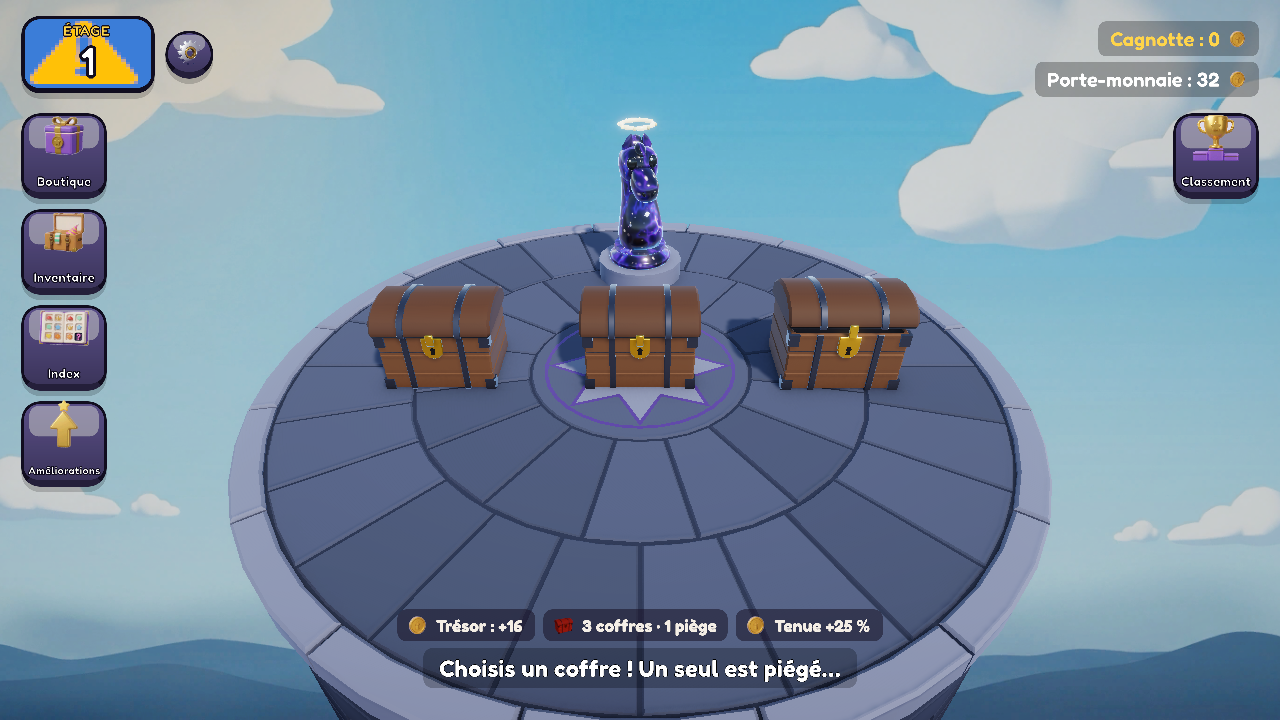 ÉTAGE
1
Cagnotte : 0
Porte-monnaie : 32
Boutique
Classement
Inventaire
Index
Améliorations
Trésor : +16
3 coffres · 1 piège
Tenue +25 %
Choisis un coffre ! Un seul est piégé...